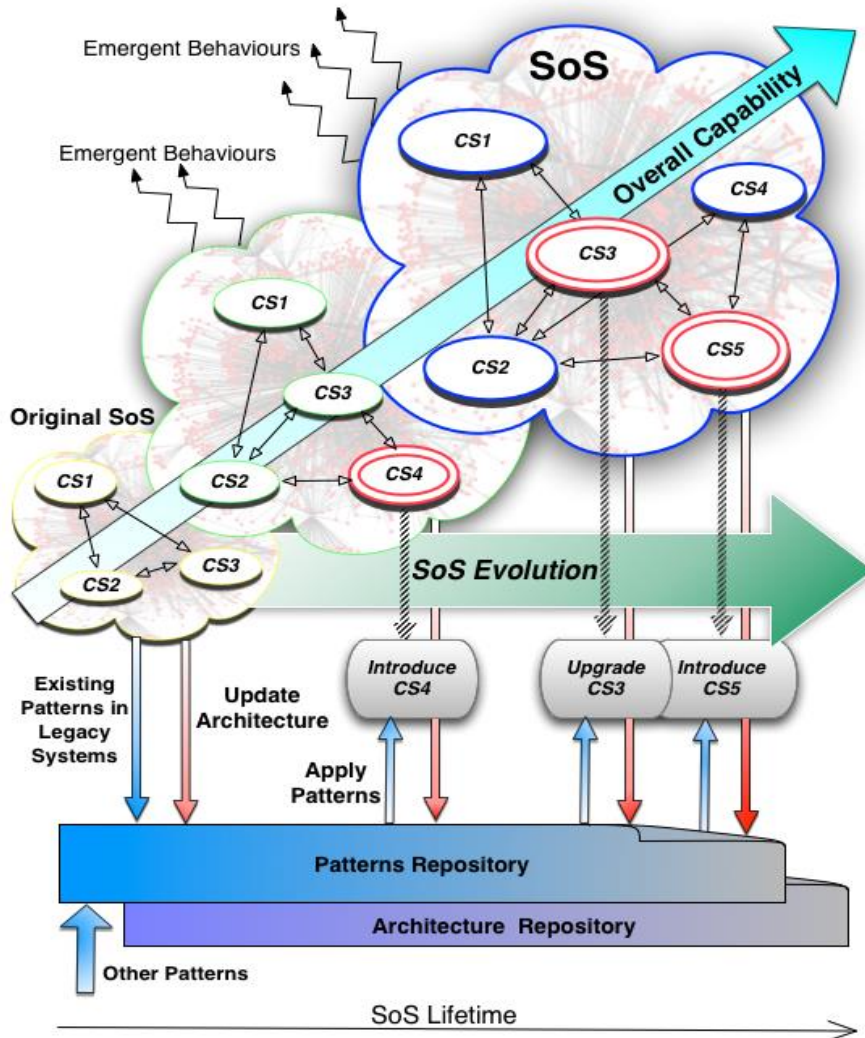 Emergent Behaviours
SoS
Overall Capability
CS1
CS4
Emergent Behaviours
CS3
CS1
CS2
CS5
CS3
Original SoS
CS2
CS4
CS1
CS3
CS2
SoS Evolution
Existing
Patterns in
Legacy
Systems
Update
Architecture
Introduce
CS4
Upgrade
CS3
Introduce
CS5
Apply
Patterns
Patterns Repository
Architecture Repository
Other Patterns
SoS Lifetime